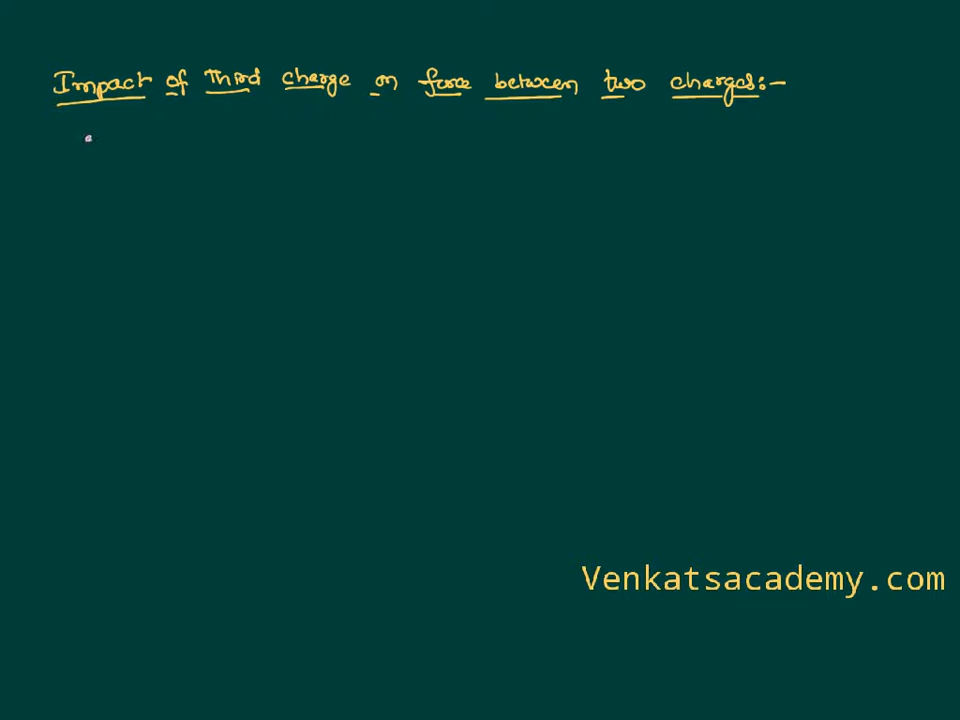 Impact of Third charge on force between two charges:-
Venkatsacademy.com